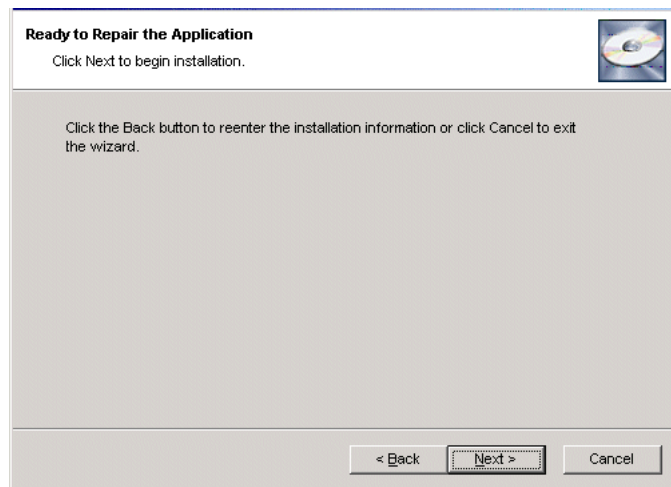 Ready to Repair the Application
Click Next to begin installation.
Click the Back button to reenter the installation information or click Cancel to exit
the wizard.
< Back
Next >
Cancel